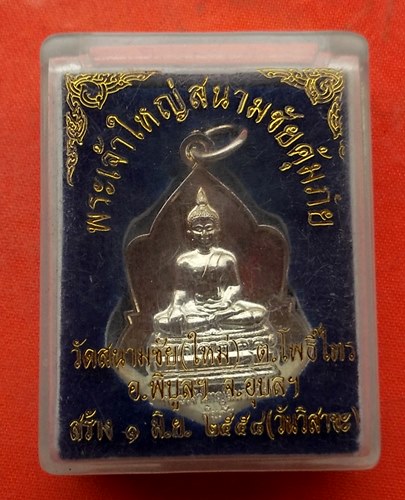 พระเจ้าใหญ่สนามชัยคุ้มภัย
วัดสนามชัย(ใหม่) ต.โพธิ์ไทร
อ.พิบูลฯ จ.อุบลฯ
สร้าง ๑ มิ.ย. ๒๕๕๘(วันวิสาขะ)